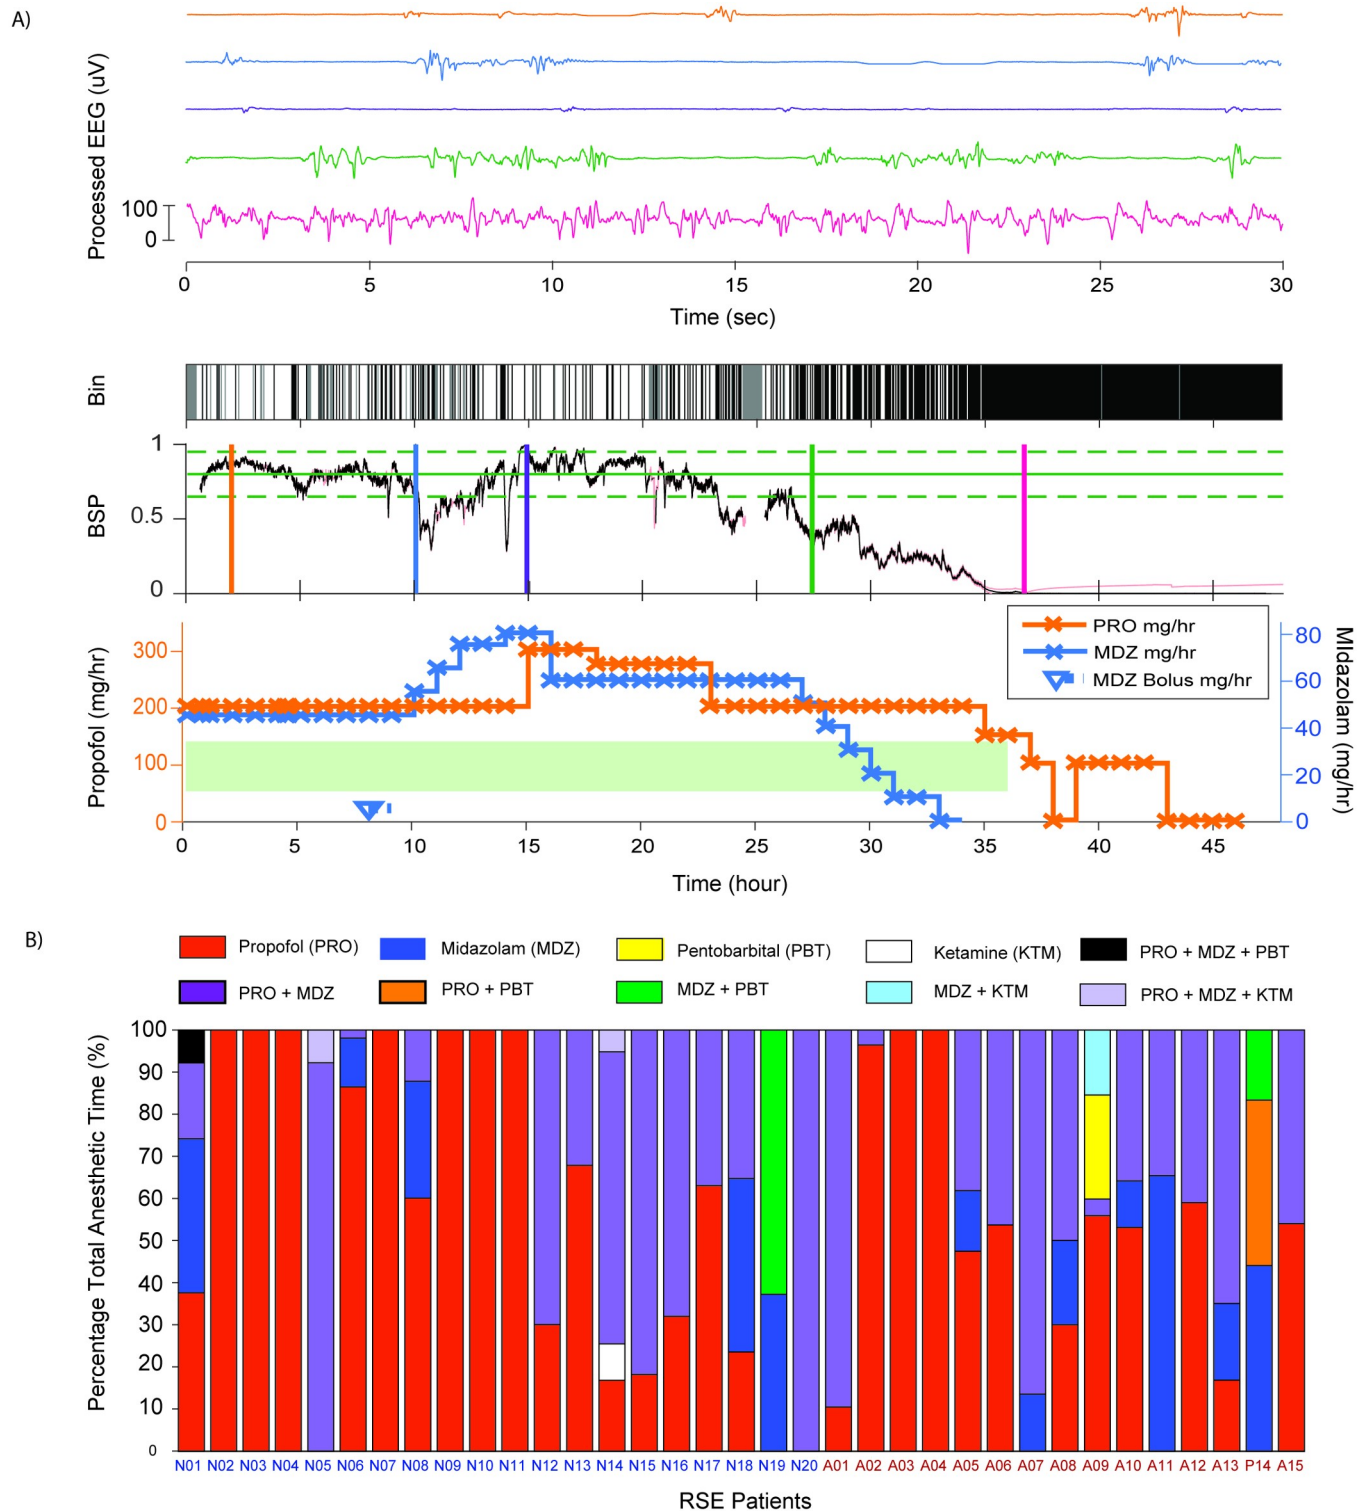 A)
Processed EEG (uV)
100
0
0 5 10 15 20 25 30
Time (sec)
Bin
BSP
1
0.5
0
Propofol (mg/hr)
300
200
100
0
PRO mg/hr
MDZ mg/hr
MDZ Bolus mg/hr
MIdazolam (mg/hr)
80
60
40
20
0
0 5 10 15 20 25 30 35 40 45
Time (hour)
B)
Propofol (PRO) Midazolam (MDZ) Pentobarbital (PBT) Ketamine (KTM) PRO + MDZ + PBT
PRO + MDZ PRO + PBT MDZ + PBT MDZ + KTM PRO + MDZ + KTM
Percentage Total Anesthetic Time (%)
100
90
80
70
60
50
40
30
20
10
0
N01 N02 N03 N04 N05 N06 N07 N08 N09 N10 N11 N12 N13 N14 N15 N16 N17 N18 N19 N20 A01 A02 A03 A04 A05 A06 A07 A08 A09 A10 A11 A12 A13 P14 A15
RSE Patients